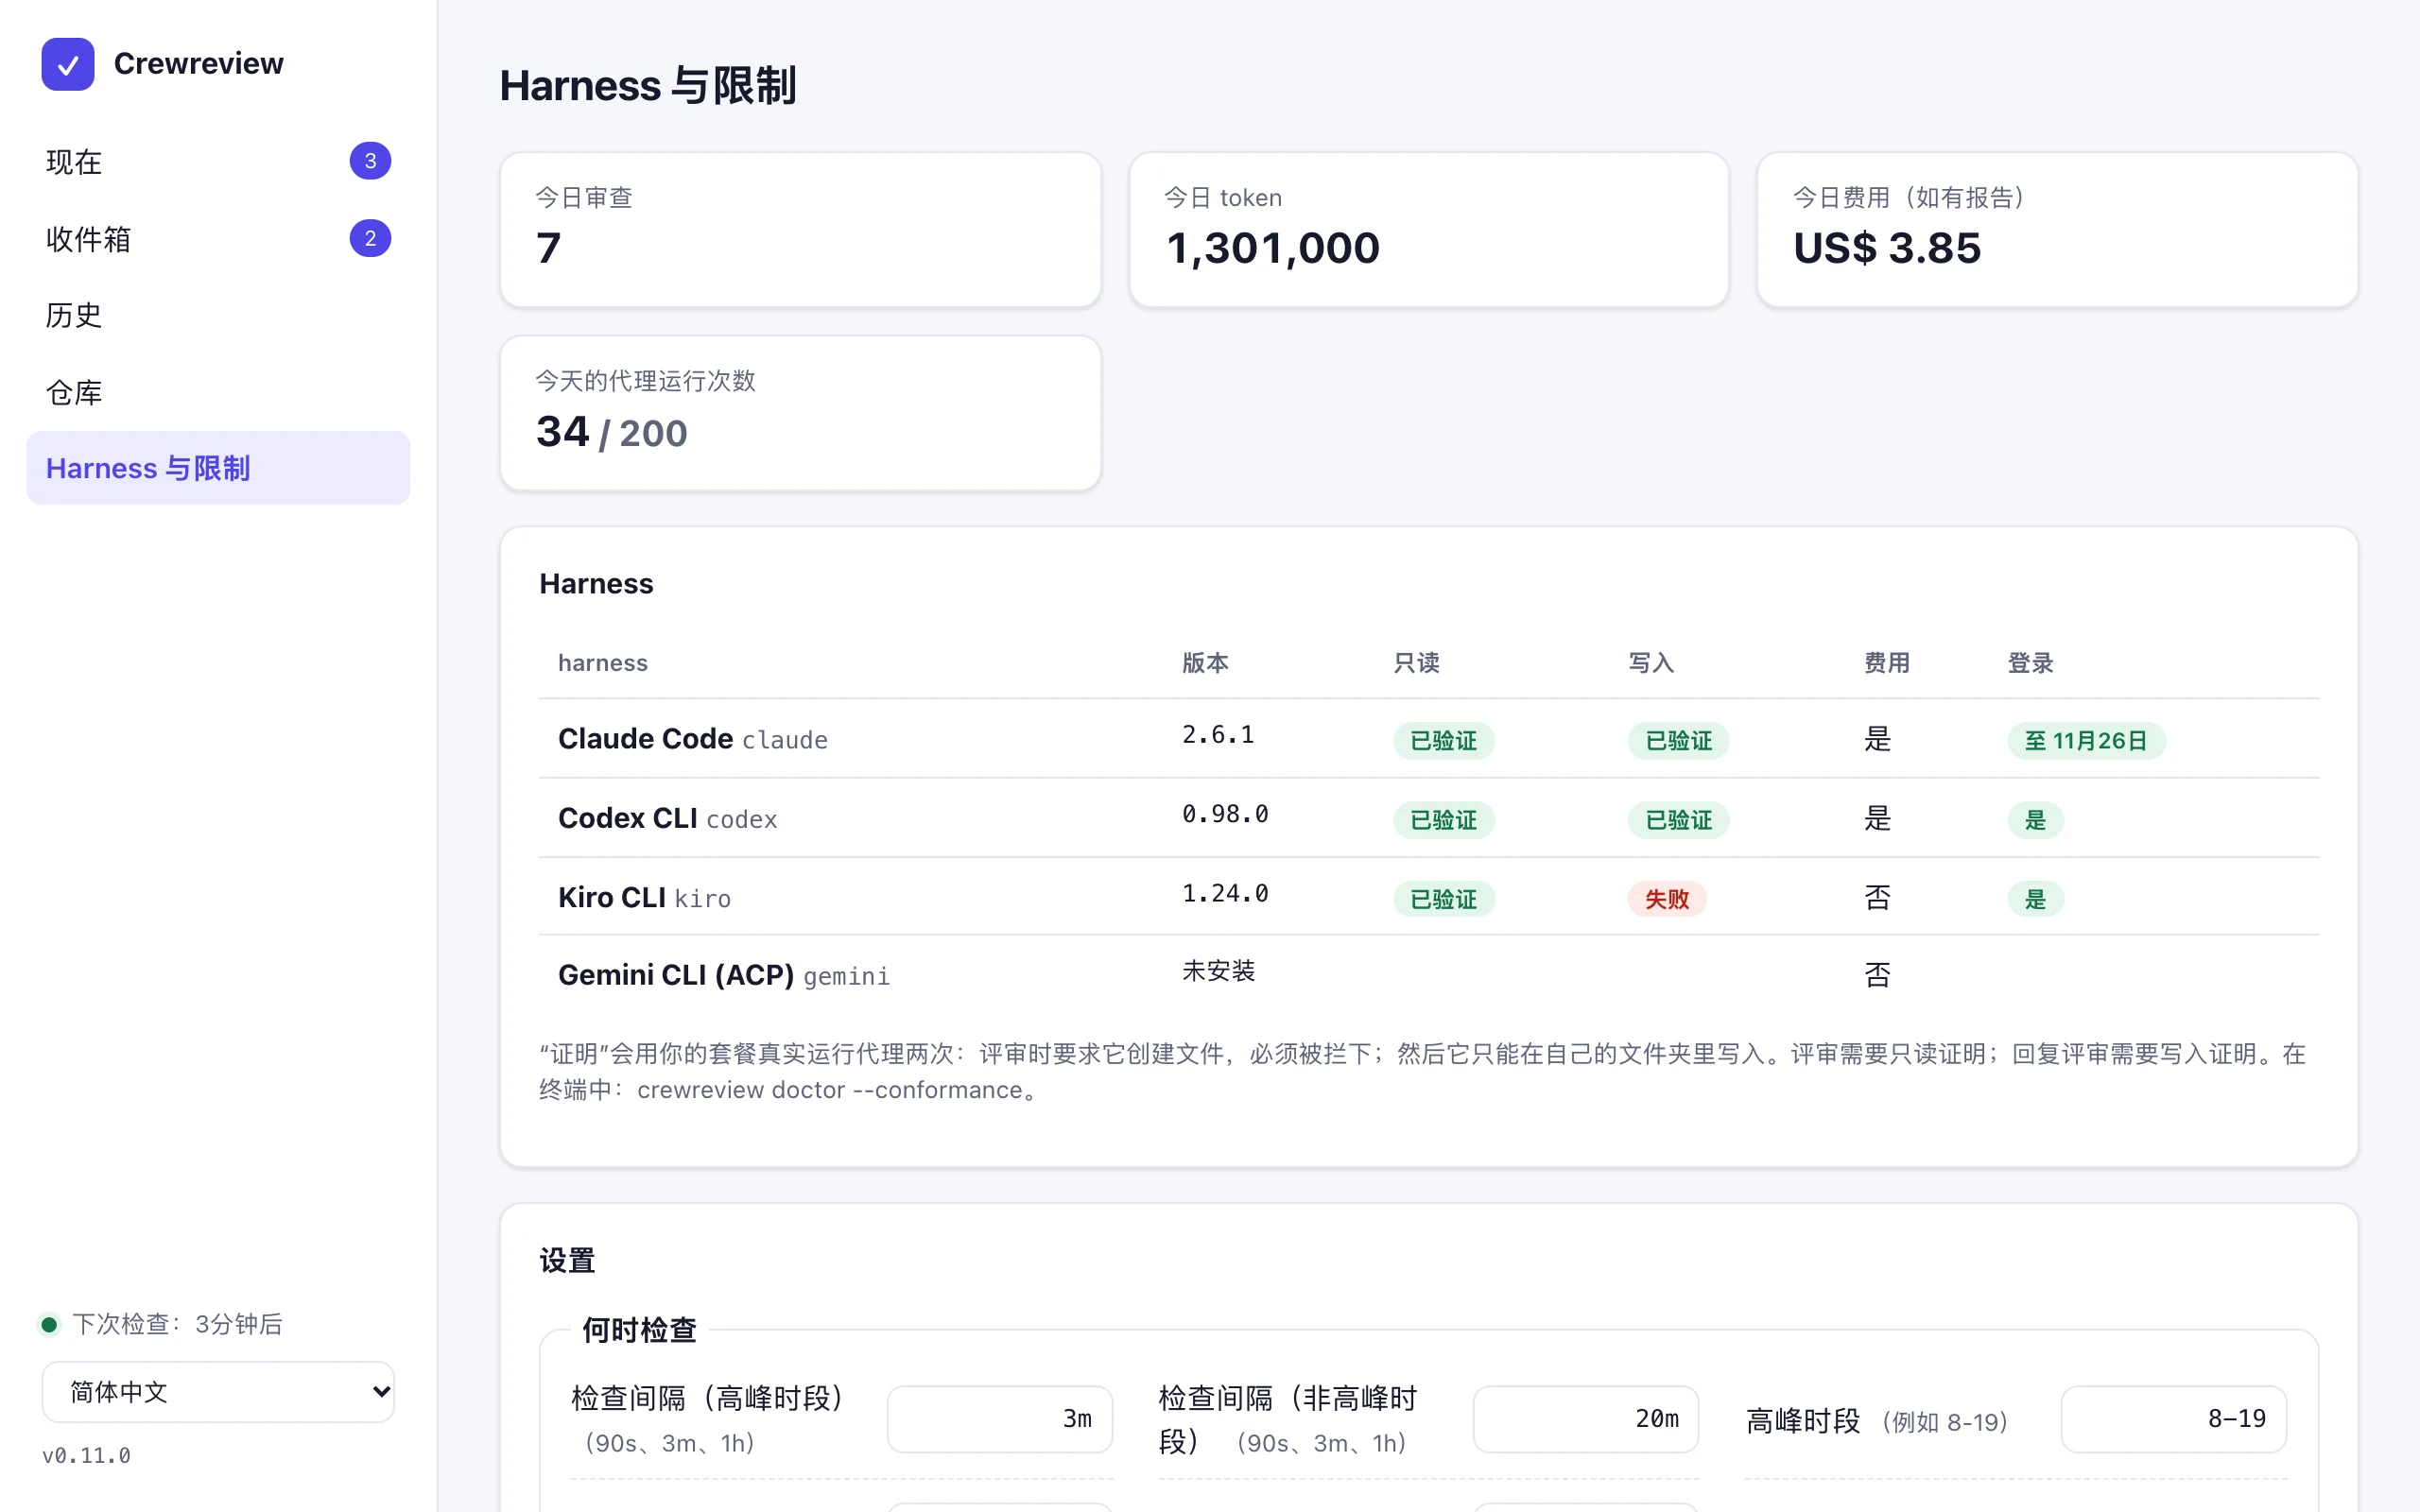 Crewreview
现在 3
收件箱 2
历史
仓库
Harness 与限制
下次检查：3分钟后
简体中文
v0.11.0
Harness 与限制
今日审查
7
今日 token
1,301,000
今日费用（如有报告）
US$ 3.85
今天的代理运行次数
34 / 200
Harness
harness 版本 只读 写入 费用 登录
Claude Code claude 2.6.1 已验证 已验证 是 至 11月26日
Codex CLI codex 0.98.0 已验证 已验证 是 是
Kiro CLI kiro 1.24.0 已验证 失败 否 是
Gemini CLI (ACP) gemini 未安装 否
“证明”会用你的套餐真实运行代理两次：评审时要求它创建文件，必须被拦下；然后它只能在自己的文件夹里写入。评审需要只读证明；回复评审需要写入证明。在
终端中：crewreview doctor --conformance。
设置
何时检查
检查间隔（高峰时段）
（90s、3m、1h）
3m
检查间隔（非高峰时
段）（90s、3m、1h）
20m
高峰时段（例如 8-19）
8–19